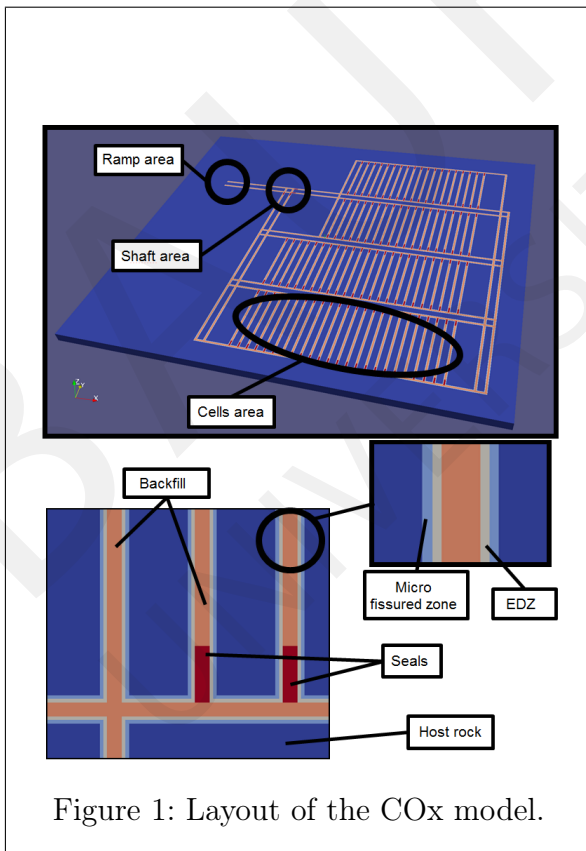 Ramp area
Shaft area
Cells area
Z
Y
X
Backfill
Micro
fissured zone
EDZ
Seals
Host rock
Figure 1: Layout of the COx model.